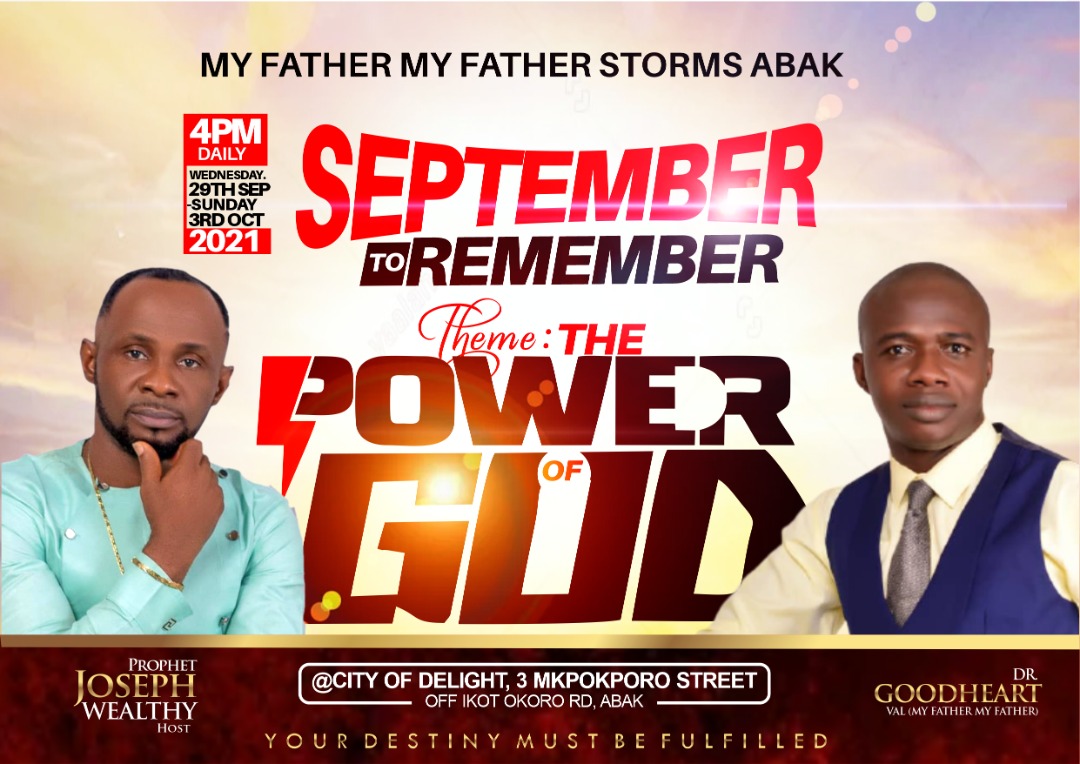 MY FATHER MY FATHER STORMS ABAK
4PM
DAILY
WEDNESDAY.
29TH SEP
-SUNDAY
3RD OCT
2021
SEPTEMBER
TO REMEMBER
Theme : THE
POWER
OF
GOD
PROPHET
JOSEPH
WEALTHY
HOST
@CITY OF DELIGHT, 3 MKPOKPORO STREET
OFF IKOT OKORO RD, ABAK
DR.
GOODHEART
VAL (MY FATHER MY FATHER)
YOUR DESTINY MUST BE FULFILLED